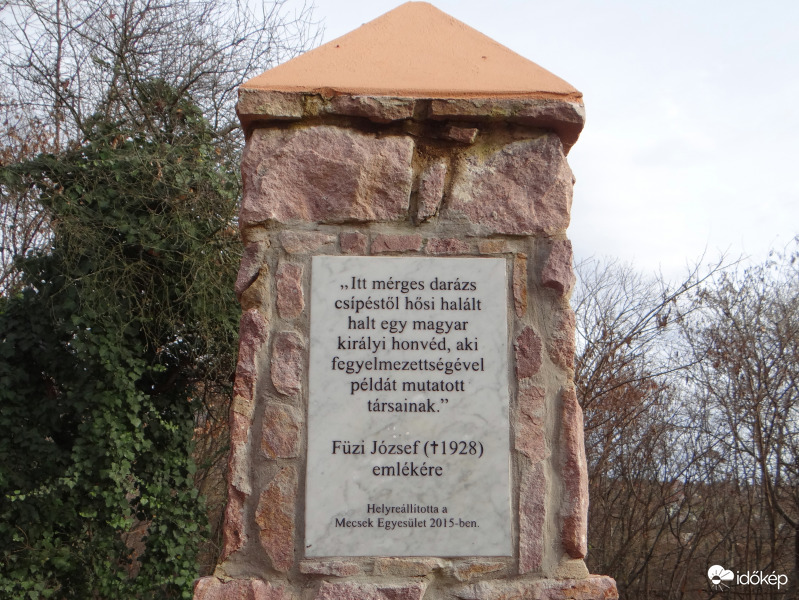 „Itt mérges darázs
csípéstől hősi halált
halt egy magyar
királyi honvéd, aki
fegyelmezettségével
példát mutatott
társainak.”
Füzi József (✝1928)
emlékére
Helyreállította a
Mecsek Egyesület 2015-ben.
időkép